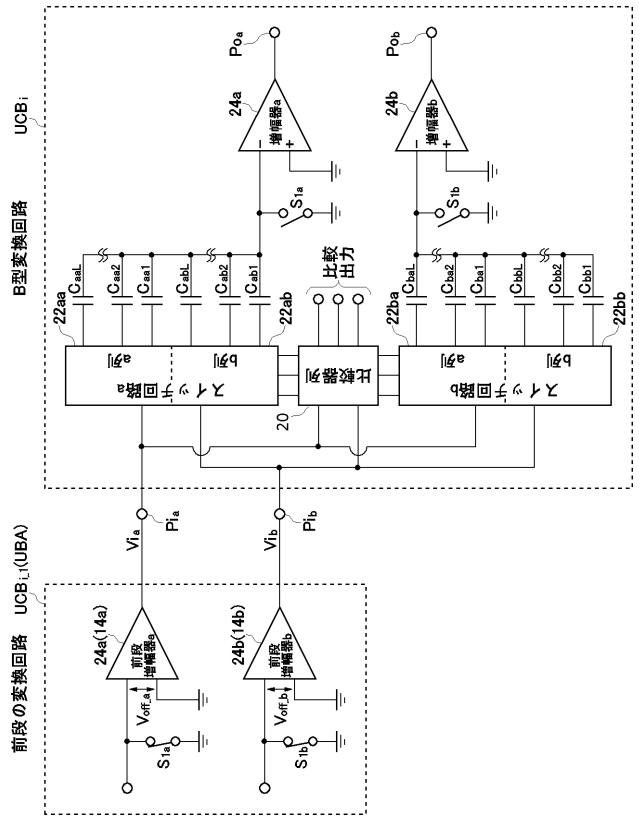 前段の変換回路
UCBi_1(UBA)
24a(14a)
前段
増幅器a
Voff_a
S1a
24b(14b)
前段
増幅器b
Voff_b
S1b
Via
Pia
Vib
Pib
B型変換回路
UCBi
22aa
スイッチ回路a
a列
b列
22ab
CaaL
Caa2
Caa1
CabL
Cab2
Cab1
20
比較器列
比較
出力
22ba
スイッチ回路b
a列
b列
22bb
CbaL
Cba2
Cba1
CbbL
Cbb2
Cbb1
S1a
24a
増幅器a
−
+
Poa
S1b
24b
増幅器b
−
+
Pob